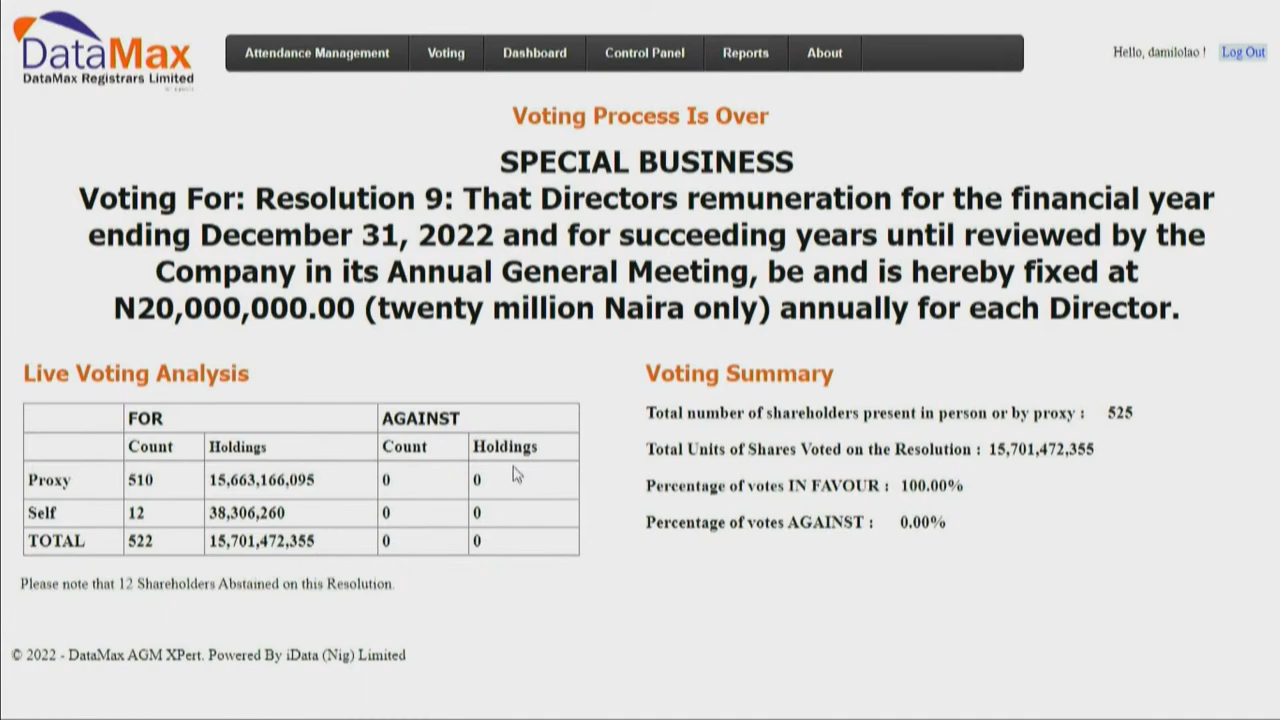 DataMax
DataMax Registrars Limited
Attendance Management Voting Dashboard Control Panel Reports About
Hello, damilolao ! Log Out
Voting Process Is Over
SPECIAL BUSINESS
Voting For: Resolution 9: That Directors remuneration for the financial year
ending December 31, 2022 and for succeeding years until reviewed by the
Company in its Annual General Meeting, be and is hereby fixed at
N20,000,000.00 (twenty million Naira only) annually for each Director.
Live Voting Analysis
FOR AGAINST
Count Holdings Count Holdings
Proxy 510 15,663,166,095 0 0
Self 12 38,306,260 0 0
TOTAL 522 15,701,472,355 0 0
Please note that 12 Shareholders Abstained on this Resolution.
Voting Summary
Total number of shareholders present in person or by proxy : 525
Total Units of Shares Voted on the Resolution : 15,701,472,355
Percentage of votes IN FAVOUR : 100.00%
Percentage of votes AGAINST : 0.00%
© 2022 - DataMax AGM XPert. Powered By iData (Nig) Limited